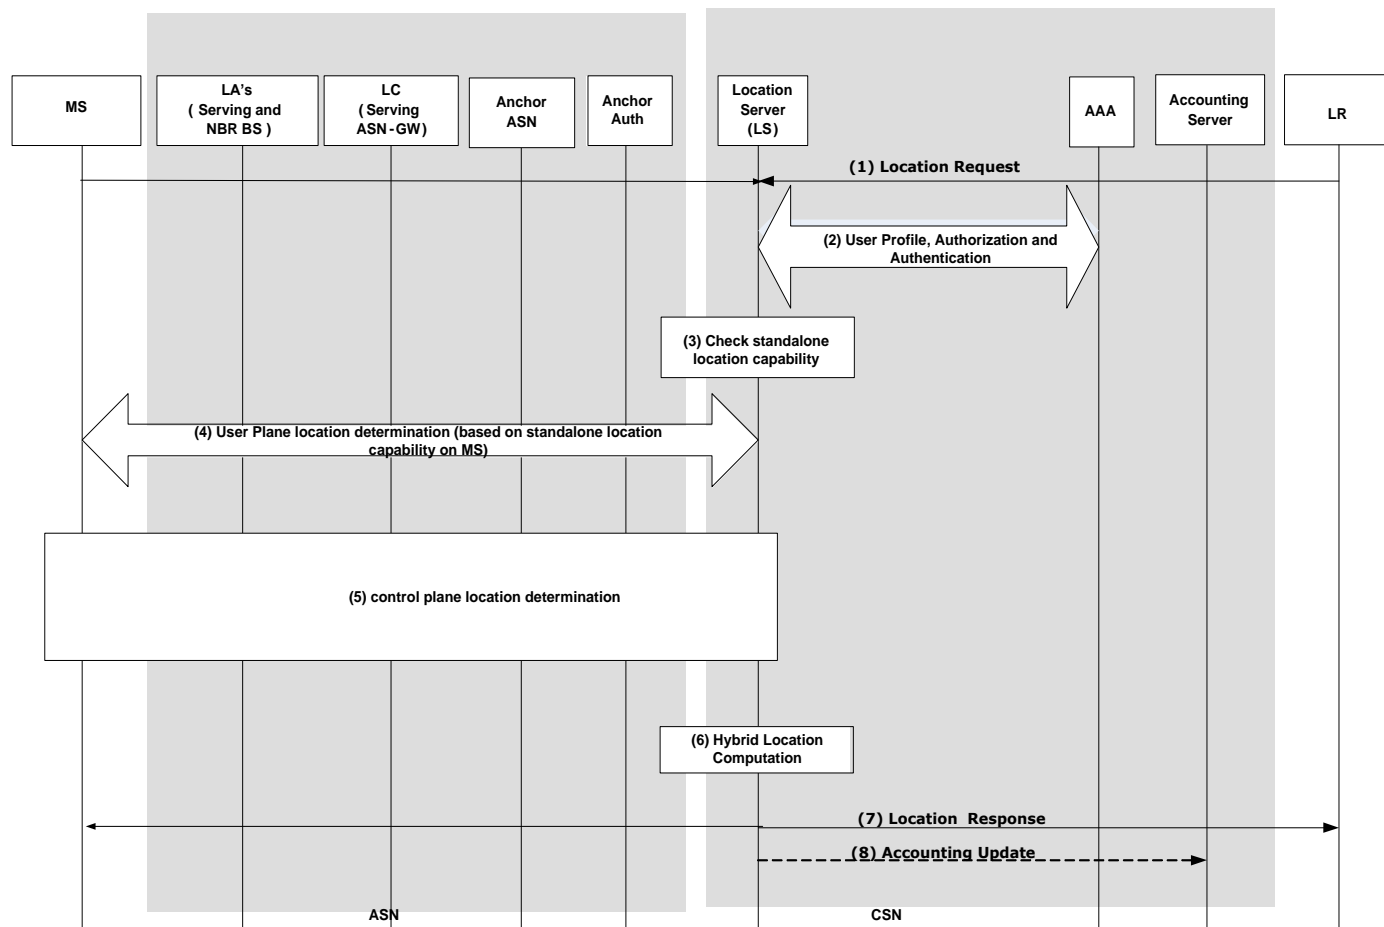 MS
LA's
( Serving and
NBR BS )
LC
(Serving
ASN-GW)
Anchor
ASN
Anchor
Auth
Location
Server
(LS)
AAA
Accounting
Server
LR
(1) Location Request
(2) User Profile, Authorization and
Authentication
(3) Check standalone
location capability
(4) User Plane location determination (based on standalone location
capability on MS)
(5) control plane location determination
(6) Hybrid Location
Computation
(7) Location Response
(8) Accounting Update
ASN
CSN